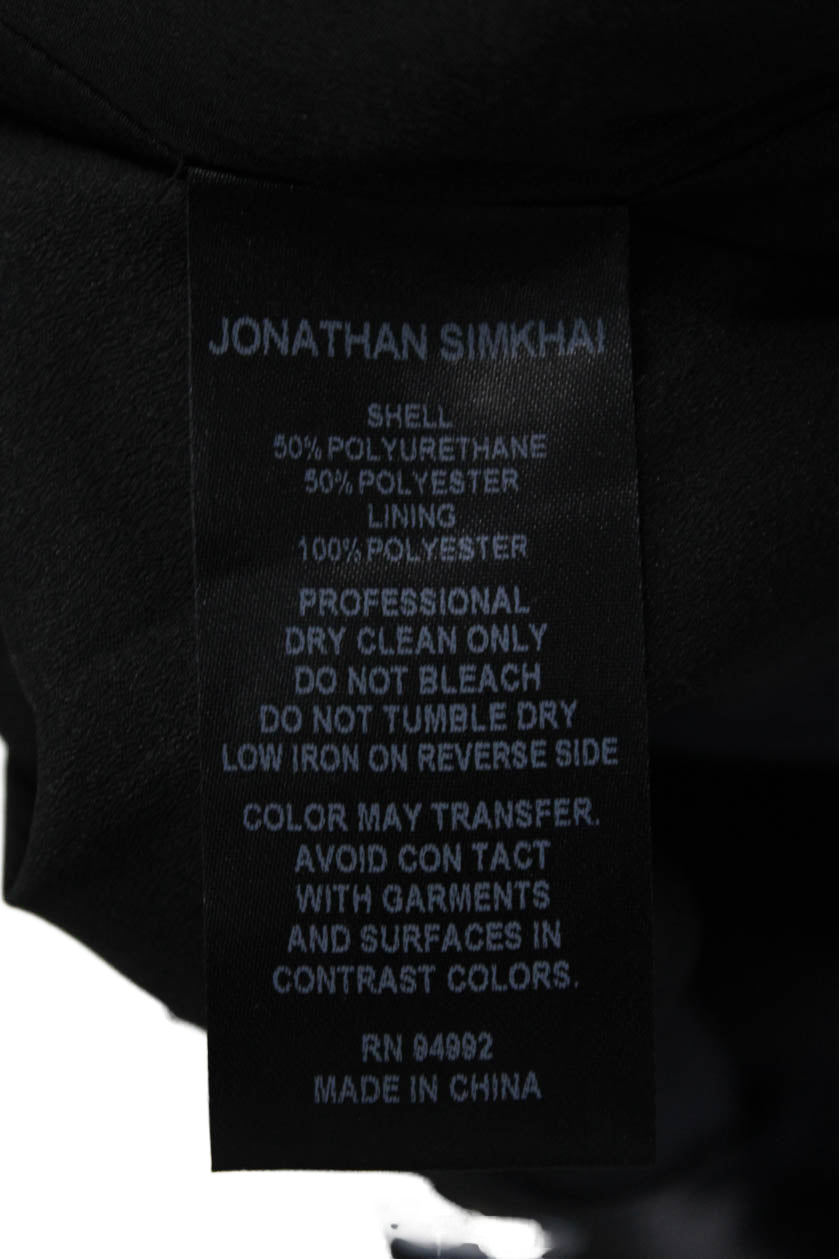 JONATHAN SIMKHAI
SHELL
50% POLYURETHANE
50% POLYESTER
LINING
100% POLYESTER
PROFESSIONAL
DRY CLEAN ONLY
DO NOT BLEACH
DO NOT TUMBLE DRY
LOW IRON ON REVERSE SIDE
COLOR MAY TRANSFER.
AVOID CON TACT
WITH GARMENTS
AND SURFACES IN
CONTRAST COLORS.
RN 94992
MADE IN CHINA